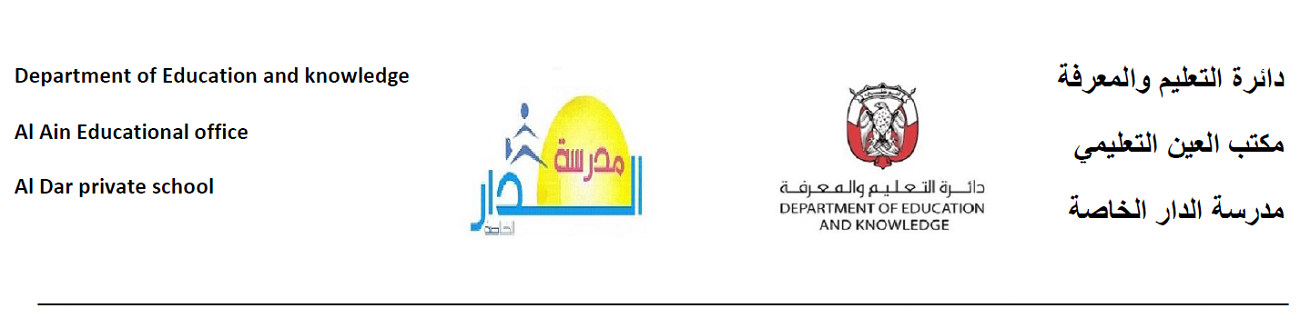 Department of Education and knowledge
Al Ain Educational office
Al Dar private school
مدرسة
الدار
الخاصة
دائرة التعليم والمعرفة
DEPARTMENT OF EDUCATION
AND KNOWLEDGE
دائرة التعليم والمعرفة
مكتب العين التعليمي
مدرسة الدار الخاصة